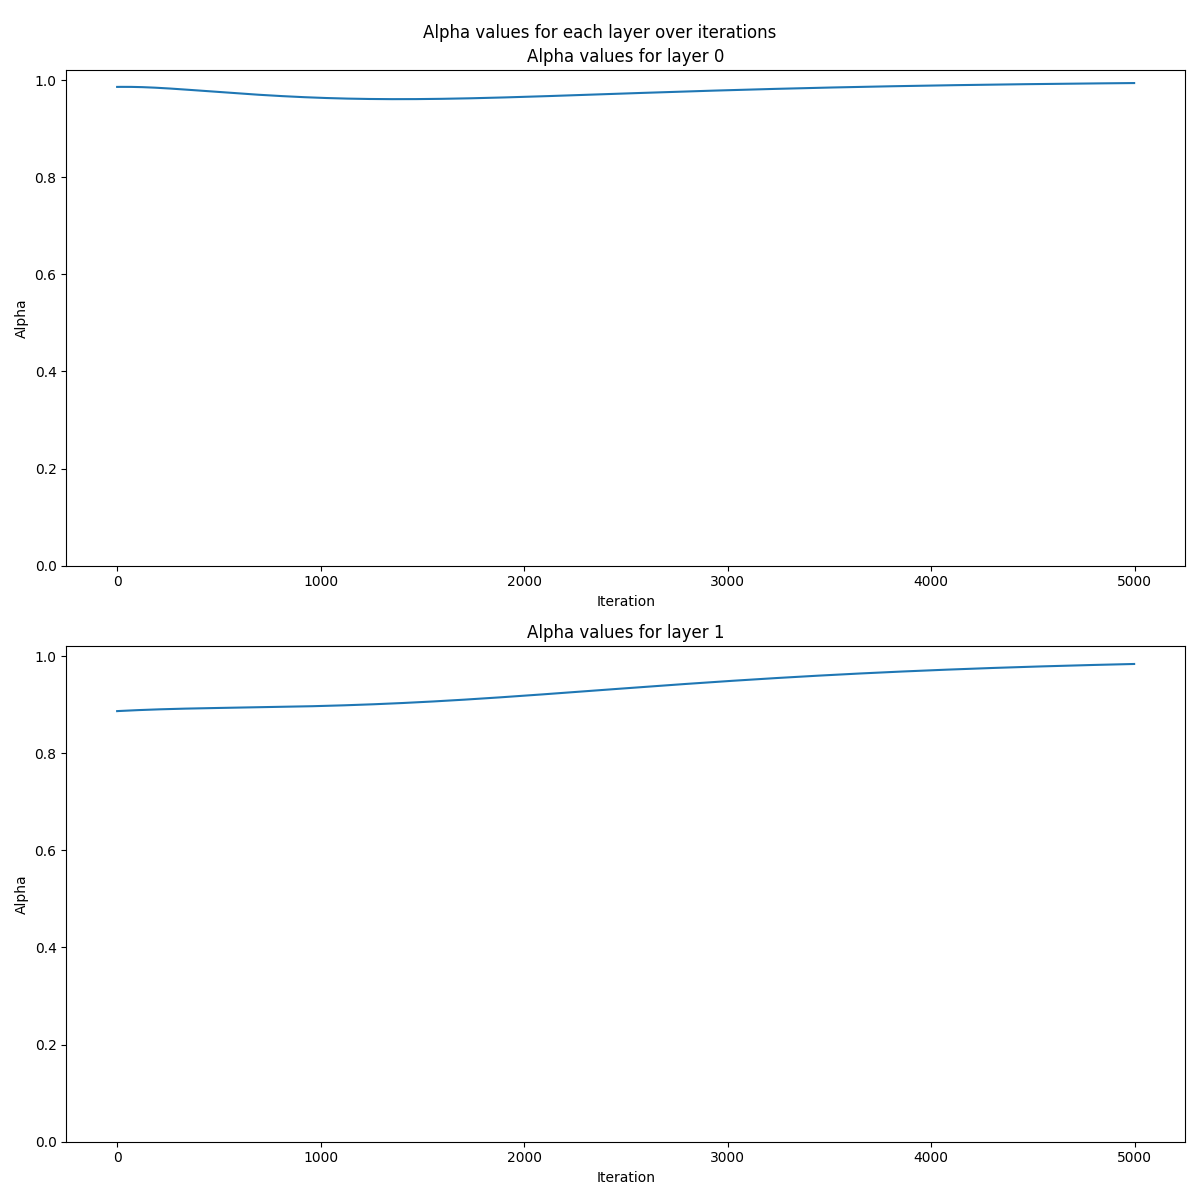 Alpha values for each layer over iterations
Alpha values for layer 0
1.0
0.8
0.6
0.4
0.2
0.0
Alpha
0 1000 2000 3000 4000 5000
Iteration
Alpha values for layer 1
1.0
0.8
0.6
0.4
0.2
0.0
Alpha
0 1000 2000 3000 4000 5000
Iteration